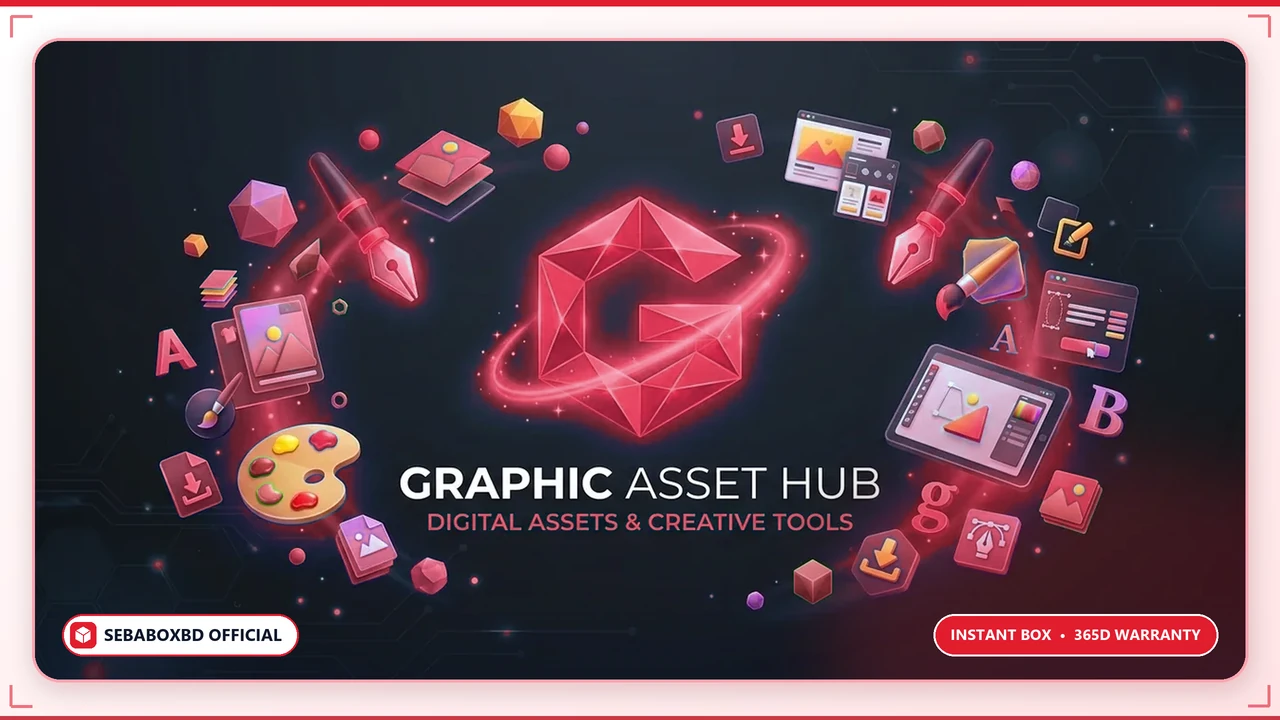 GRAPHIC ASSET HUB
DIGITAL ASSETS & CREATIVE TOOLS
A
A
B
g
SEBABOXBD OFFICIAL
INSTANT BOX • 365D WARRANTY